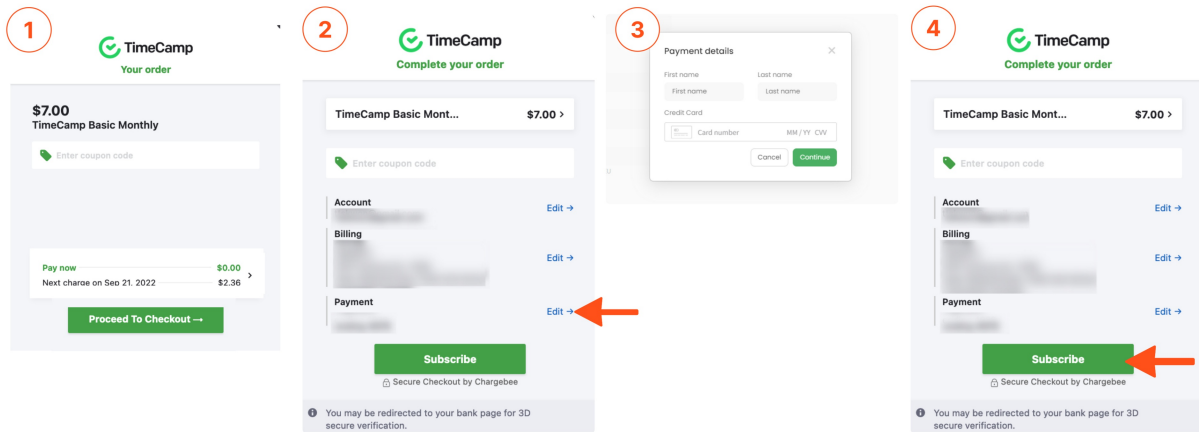 1
TimeCamp
Your order
$7.00
TimeCamp Basic Monthly
Enter coupon code
Pay now $0.00
Next charge on Sep 21, 2022 $2.36
Proceed To Checkout →
2
TimeCamp
Complete your order
TimeCamp Basic Mont... $7.00 >
Enter coupon code
Account
Edit →
Billing
Edit →
Payment
Edit →
Subscribe
Secure Checkout by Chargebee
You may be redirected to your bank page for 3D
secure verification.
3
Payment details
First name Last name
First name Last name
Credit Card
Card number MM / YY CVV
Cancel Continue
4
TimeCamp
Complete your order
TimeCamp Basic Mont... $7.00 >
Enter coupon code
Account
Edit →
Billing
Edit →
Payment
Edit →
Subscribe
Secure Checkout by Chargebee
You may be redirected to your bank page for 3D
secure verification.